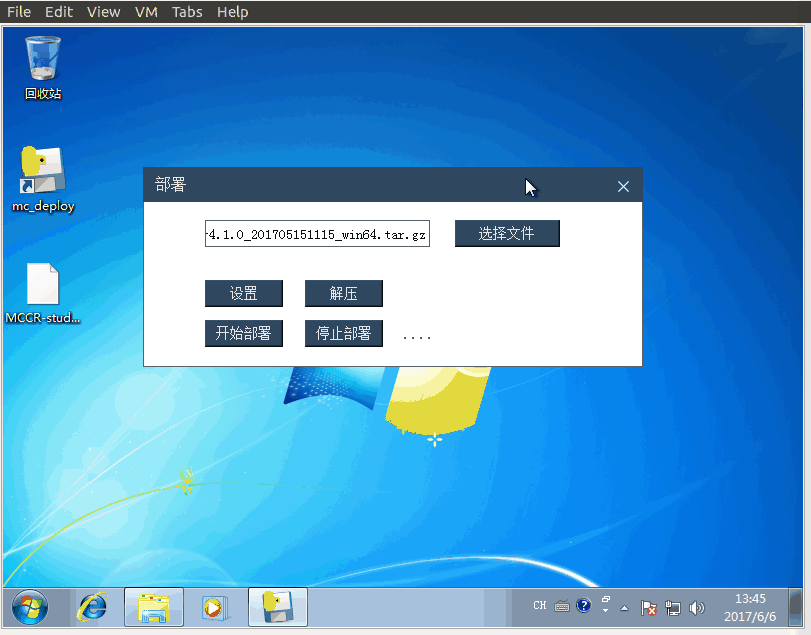 File Edit View VM Tabs Help
回收站
mc_deploy
MCCR-stud...
部署
4.1.0_201705151115_win64.tar.gz
选择文件
设置 解压
开始部署 停止部署 ....
CH
13:45
2017/6/6